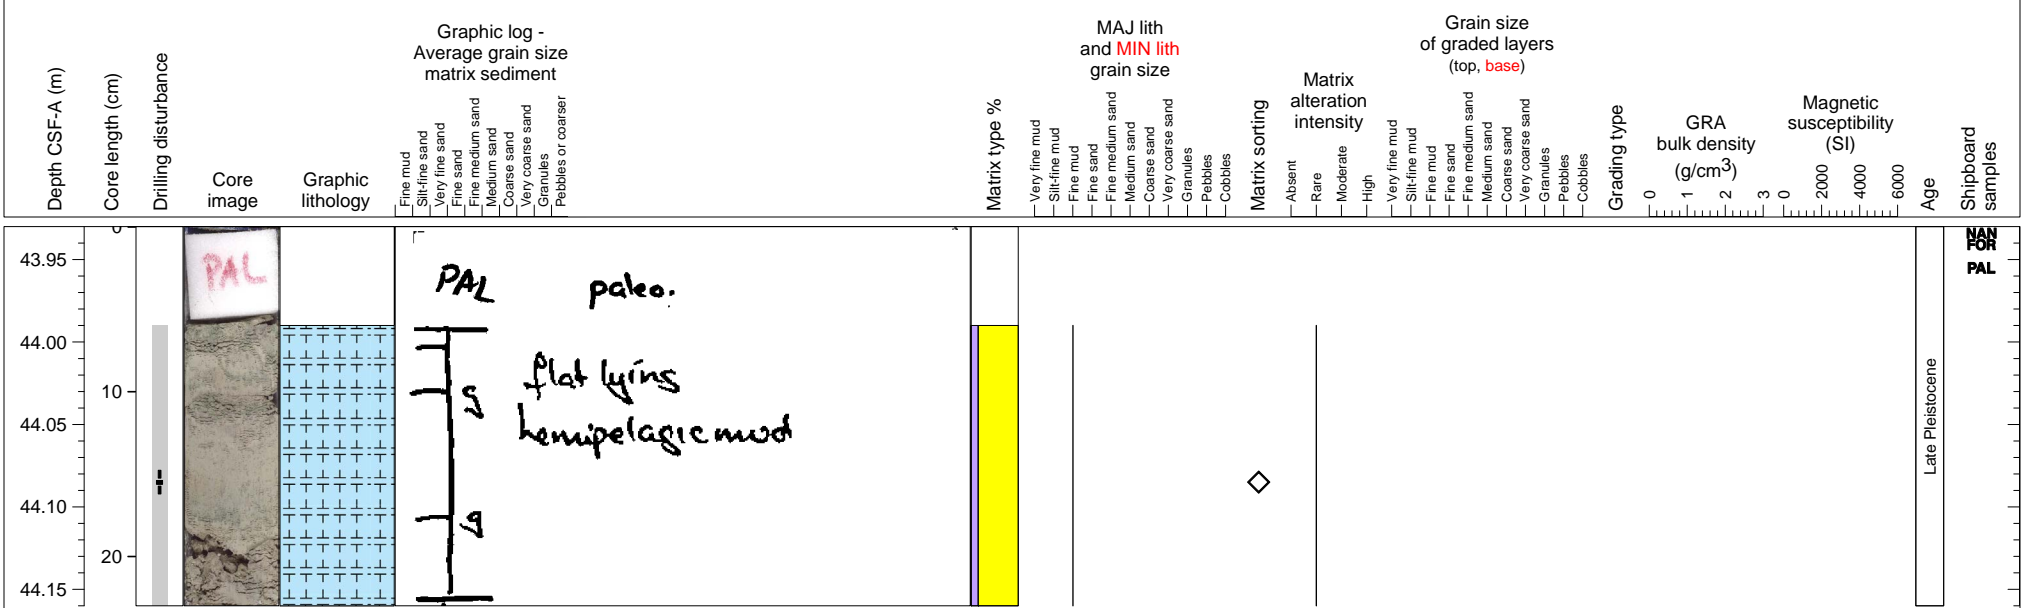 Depth CSF-A (m)
Core length (cm)
Drilling disturbance
Core
image
Graphic
lithology
Graphic log -
Average grain size
matrix sediment
Fine mud
Silt-fine sand
Very fine sand
Fine sand
Fine medium sand
Medium sand
Coarse sand
Very coarse sand
Granules
Pebbles or coarser
Matrix type %
MAJ lith
and MIN lith
grain size
Very fine mud
Silt-fine mud
Fine mud
Fine sand
Fine medium sand
Medium sand
Coarse sand
Very coarse sand
Granules
Pebbles
Cobbles
Matrix sorting
Matrix
alteration
intensity
Absent
Rare
Moderate
High
Grain size
of graded layers
(top, base)
Very fine mud
Silt-fine mud
Fine mud
Fine sand
Fine medium sand
Medium sand
Coarse sand
Very coarse sand
Granules
Pebbles
Cobbles
Grading type
GRA
bulk density
(g/cm3)
0 1 2 3
Magnetic
susceptibility
(SI)
0 2000 4000 6000
Age
Shipboard
samples
43.95
44.00
44.05
44.10
44.15
0
10
20
PAL
PAL paleo.
flat lying
g
hemipelagic mud
g
Late Pleistocene
NAN
FOR
PAL